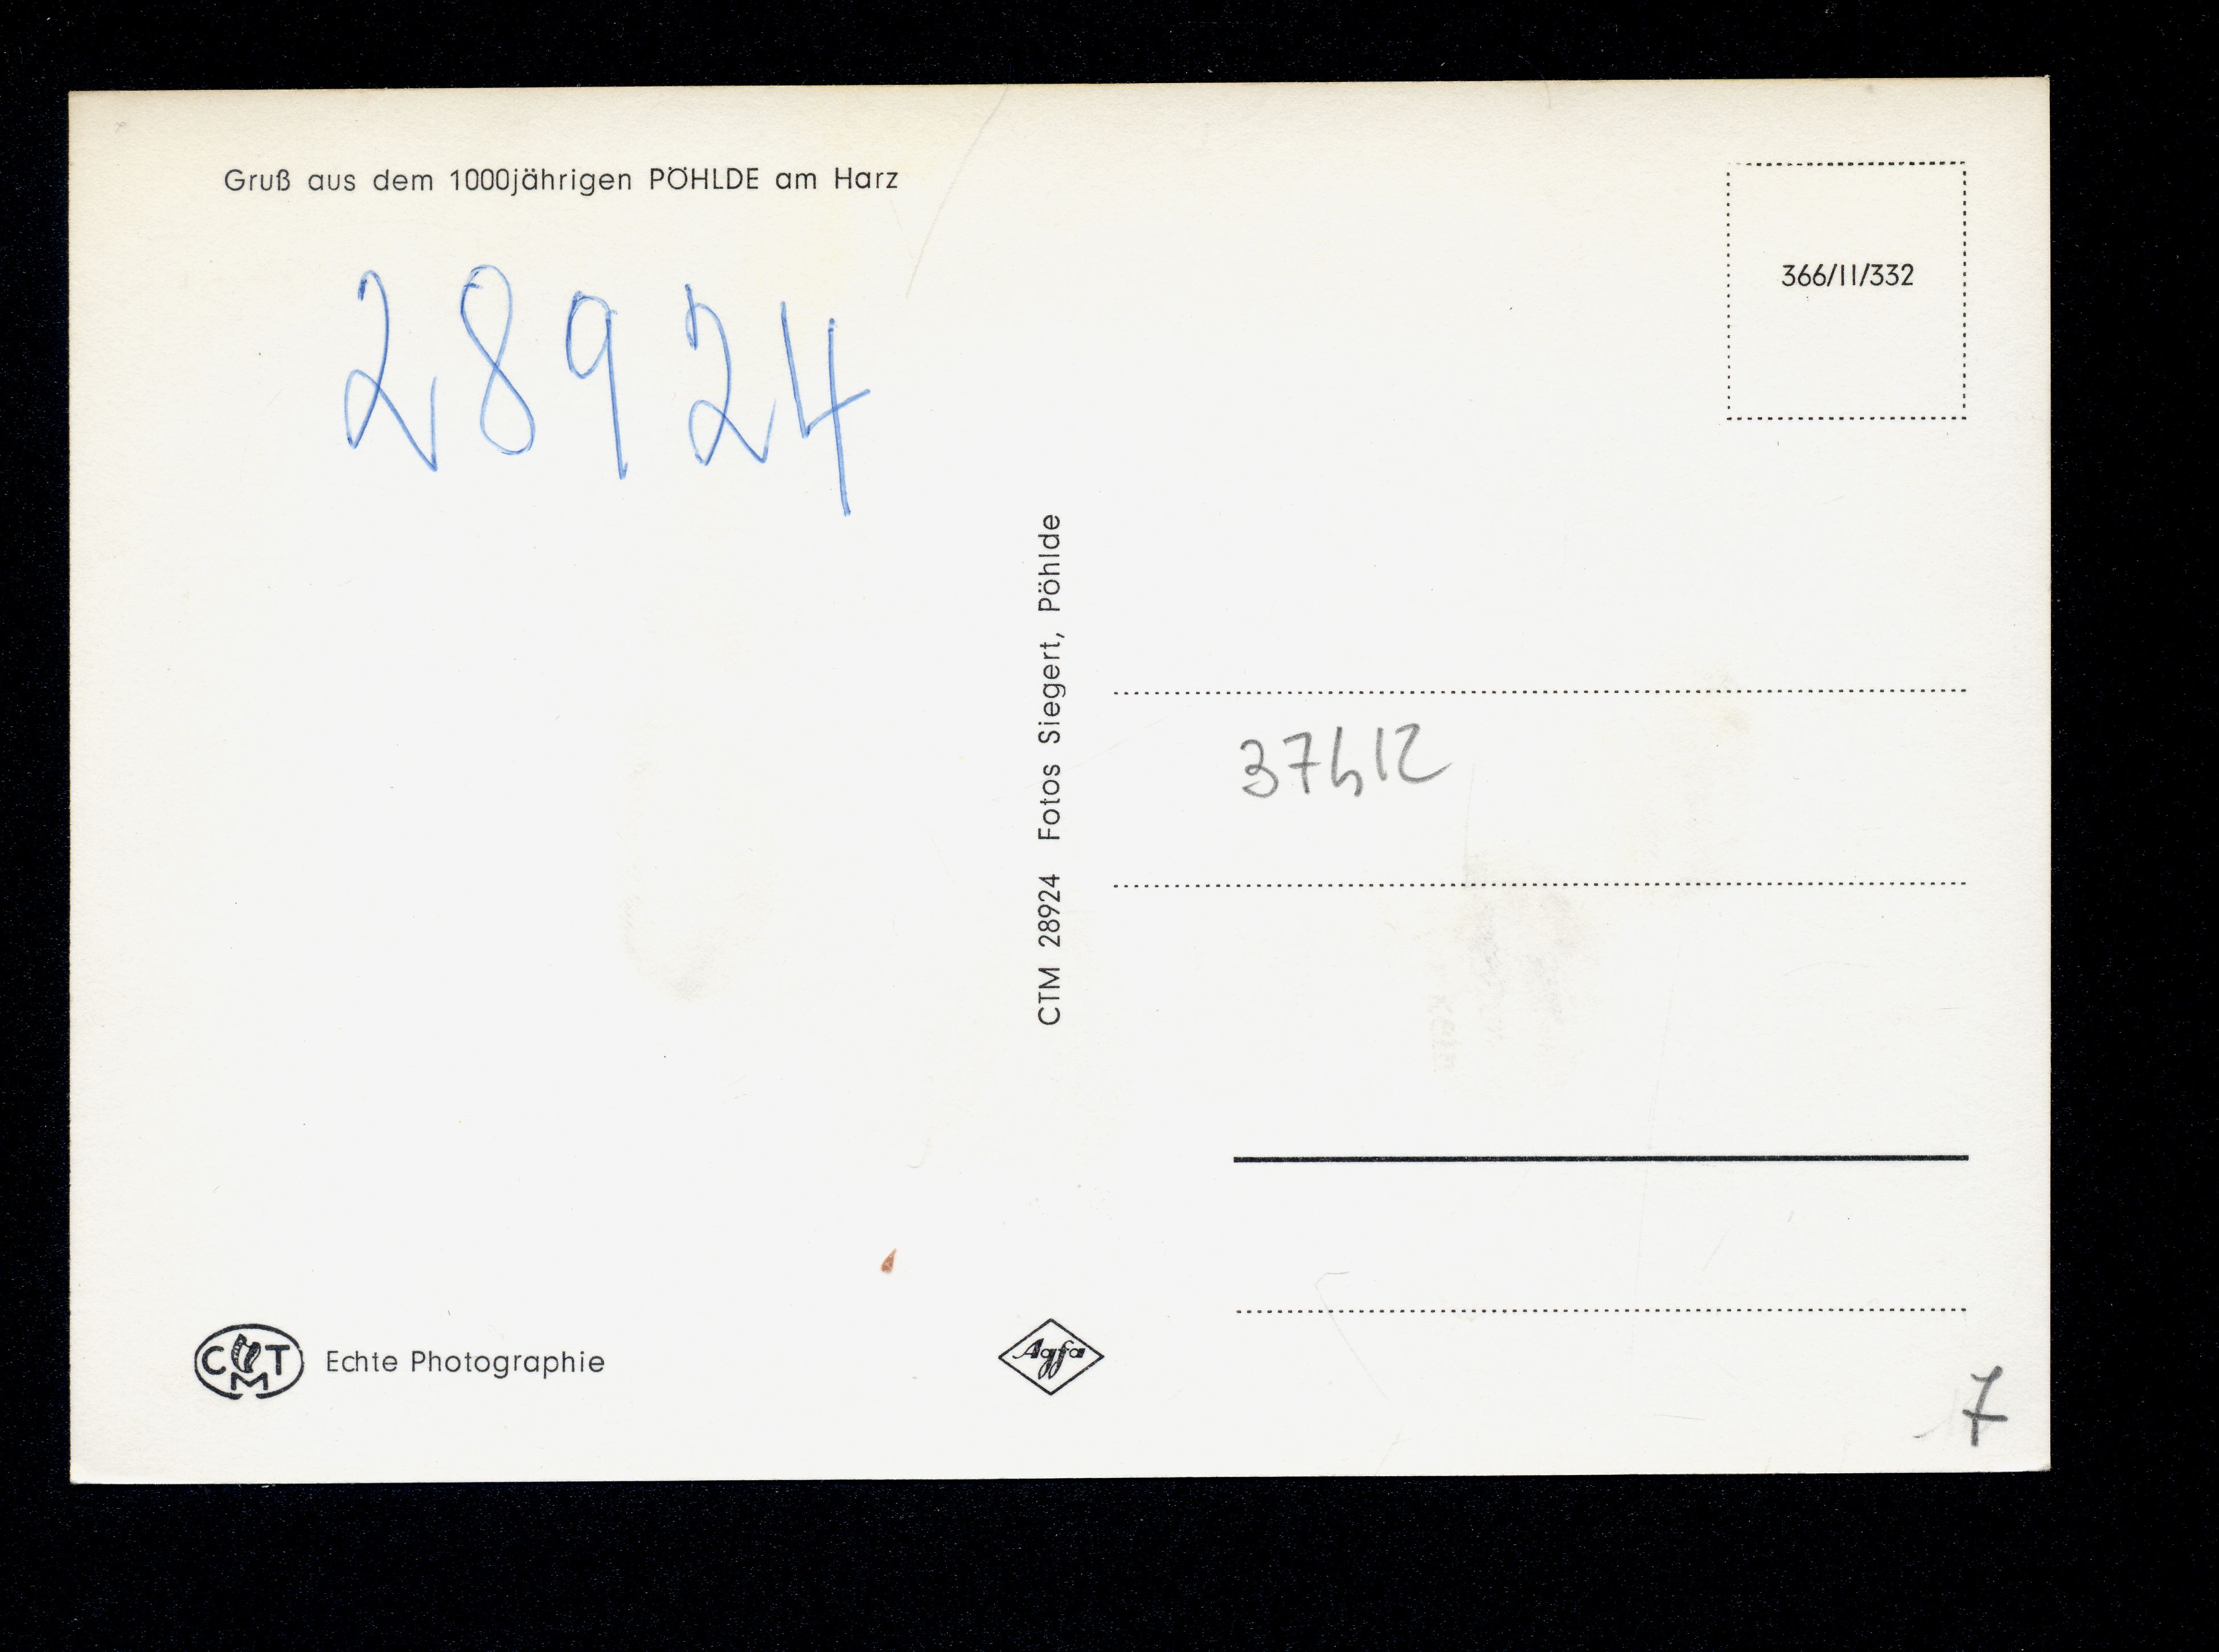 Gruß aus dem 1000jährigen PÖHLDE am Harz
366/II/332
28924
CTM 28924 Fotos Siegert, Pöhlde
CMT
Echte Photographie
Agfa
7